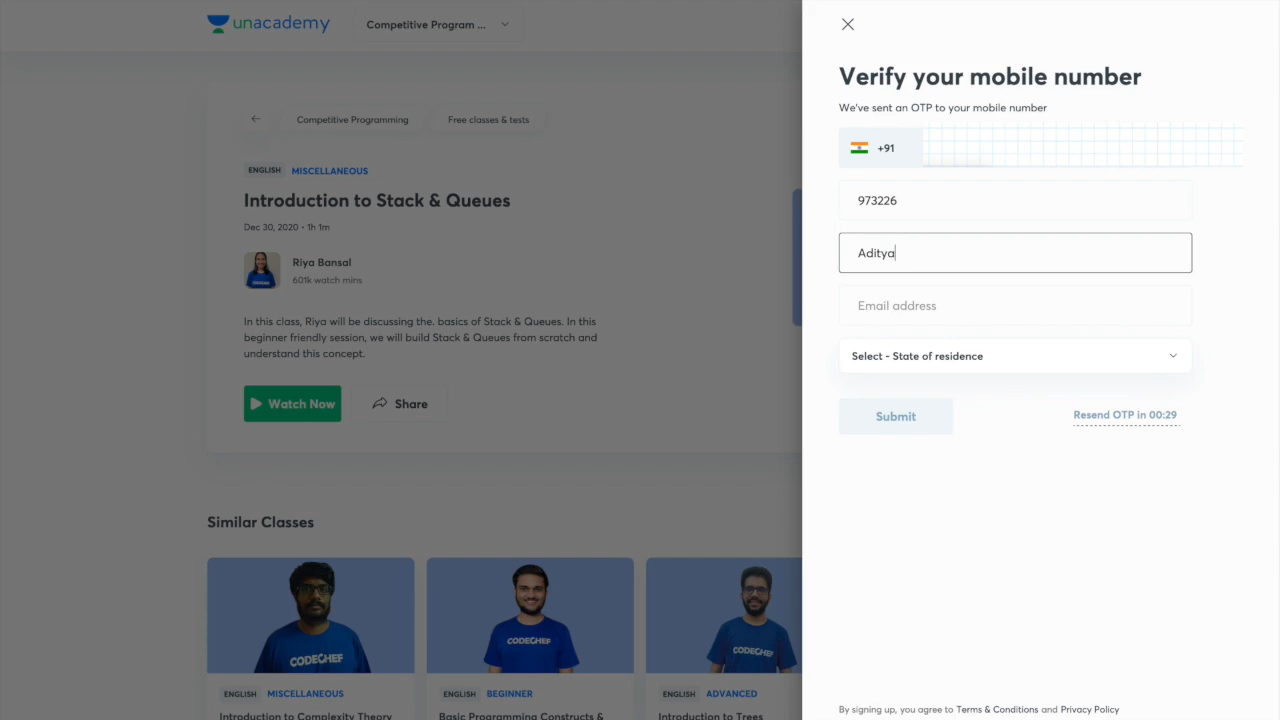 unacademy
Competitive Program ...
Competitive Programming
Free classes & tests
ENGLISH MISCELLANEOUS
Introduction to Stack & Queues
Dec 30, 2020 • 1h 1m
Riya Bansal
601k watch mins
In this class, Riya will be discussing the. basics of Stack & Queues. In this
beginner friendly session, we will build Stack & Queues from scratch and
understand this concept.
Watch Now
Share
Similar Classes
CODECHEF
CODECHEF
CODECHEF
ENGLISH MISCELLANEOUS
Introduction to Complexity Theory
ENGLISH BEGINNER
Basic Programming Constructs &
ENGLISH ADVANCED
Introduction to Trees
Verify your mobile number
We've sent an OTP to your mobile number
+91
973226
Aditya
Email address
Select - State of residence
Submit
Resend OTP in 00:29
By signing up, you agree to Terms & Conditions and Privacy Policy